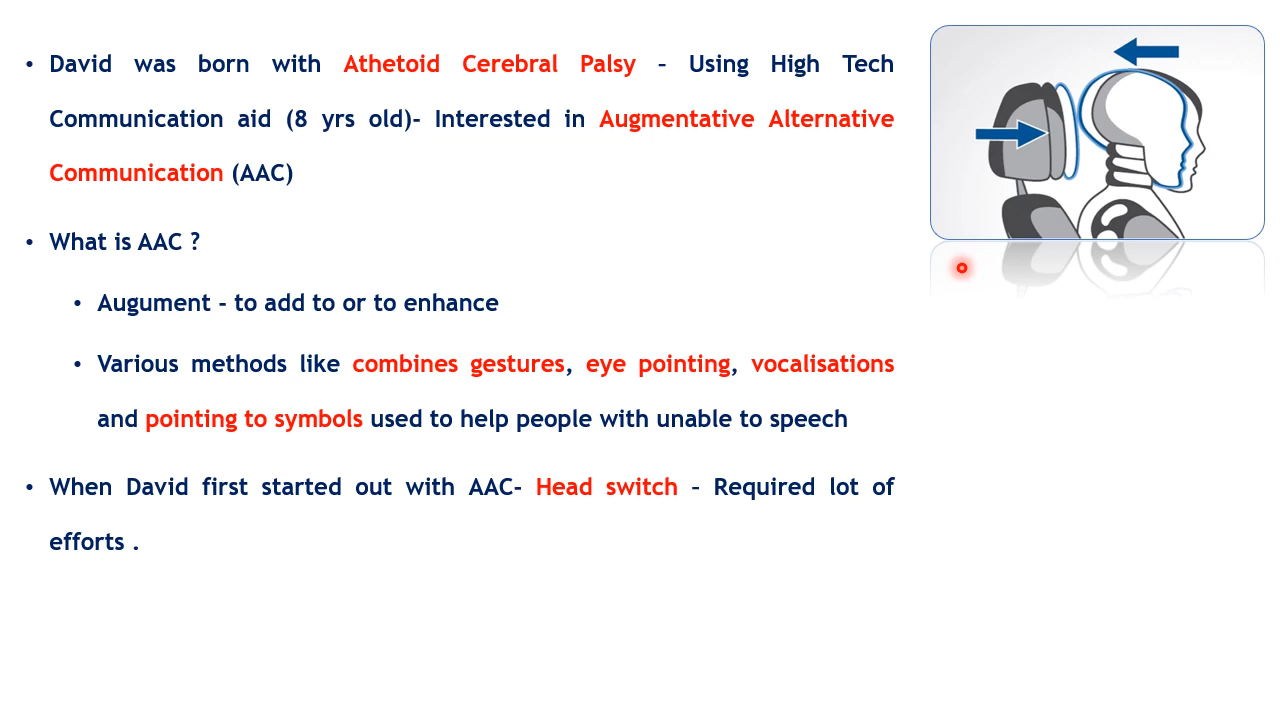 • David was born with Athetoid Cerebral Palsy – Using High Tech
Communication aid (8 yrs old)- Interested in Augmentative Alternative
Communication (AAC)
• What is AAC ?
• Augument - to add to or to enhance
• Various methods like combines gestures, eye pointing, vocalisations
and pointing to symbols used to help people with unable to speech
• When David first started out with AAC- Head switch – Required lot of
efforts .